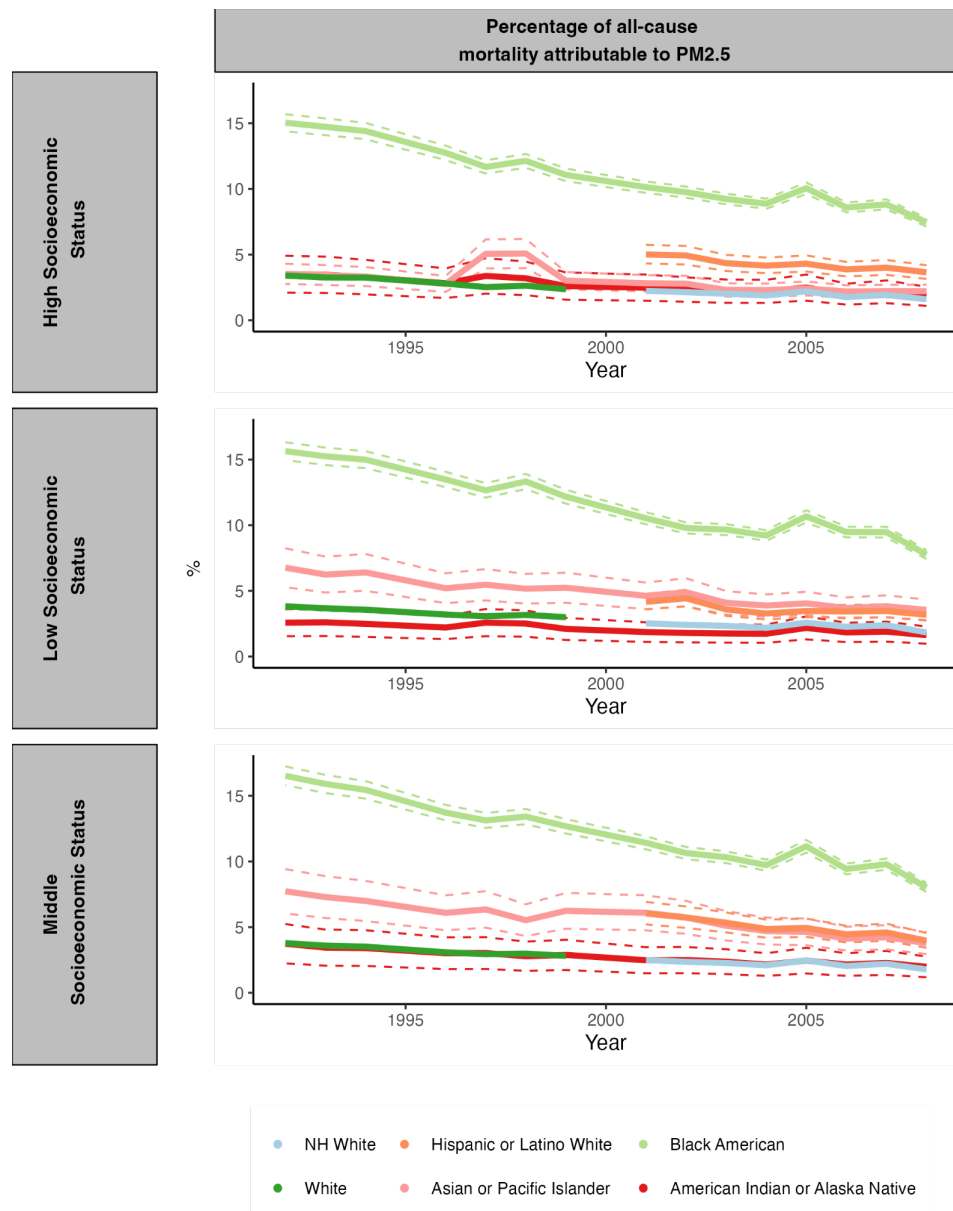 Percentage of all-cause
mortality attributable to PM2.5
High Socioeconomic
Status
15
10
5
0
1995
2000
2005
Year
Low Socioeconomic
Status
%
15
10
5
0
1995
2000
2005
Year
Middle
Socioeconomic Status
15
10
5
0
1995
2000
2005
Year
NH White
Hispanic or Latino White
Black American
White
Asian or Pacific Islander
American Indian or Alaska Native